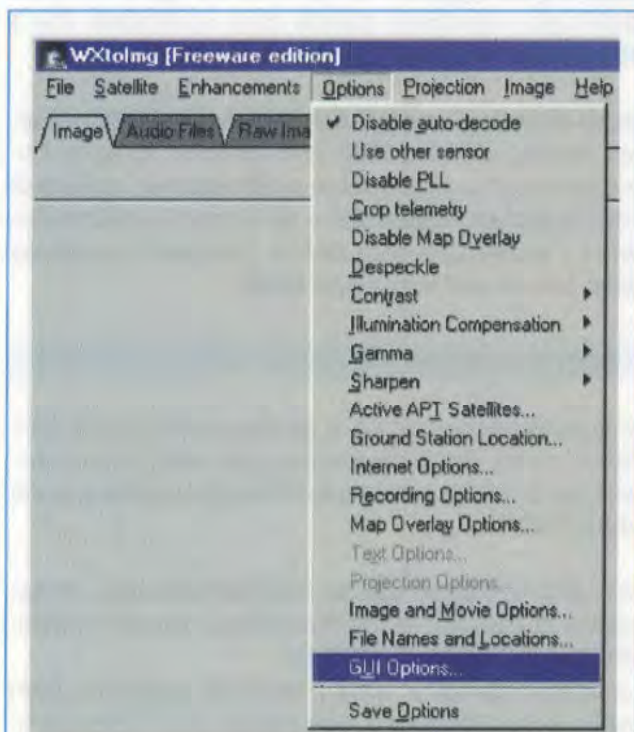 WXtoImg [Freeware edition]
File Satellite Enhancements Options Projection Image Help
Image Audio Files Raw Ima
Disable auto-decode
Use other sensor
Disable PLL
Crop telemetry
Disable Map Overlay
Despeckle
Contrast
Illumination Compensation
Gamma
Sharpen
Active APT Satellites...
Ground Station Location...
Internet Options...
Recording Options...
Map Overlay Options...
Text Options...
Projection Options...
Image and Movie Options...
File Names and Locations...
GUI Options...
Save Options